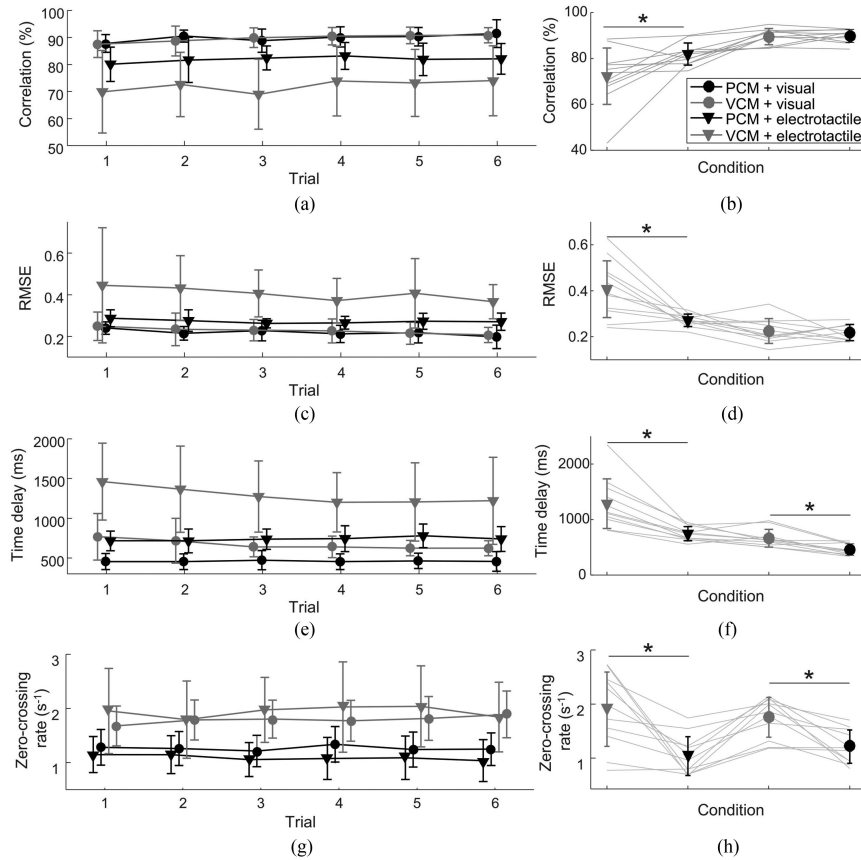 Correlation (%)
100
90
80
70
60
50
1 2 3 4 5 6
Trial
(a)
Correlation (%)
100
80
60
40
*
PCM + visual
VCM + visual
PCM + electrotactile
VCM + electrotactile
Condition
(b)
RMSE
0.6
0.4
0.2
1 2 3 4 5 6
Trial
(c)
RMSE
0.6
0.4
0.2
*
Condition
(d)
Time delay (ms)
2000
1500
1000
500
1 2 3 4 5 6
Trial
(e)
Time delay (ms)
2000
1000
0
*
*
Condition
(f)
Zero-crossing
rate (s⁻¹)
3
2
1
1 2 3 4 5 6
Trial
(g)
Zero-crossing
rate (s⁻¹)
3
2
1
*
*
Condition
(h)